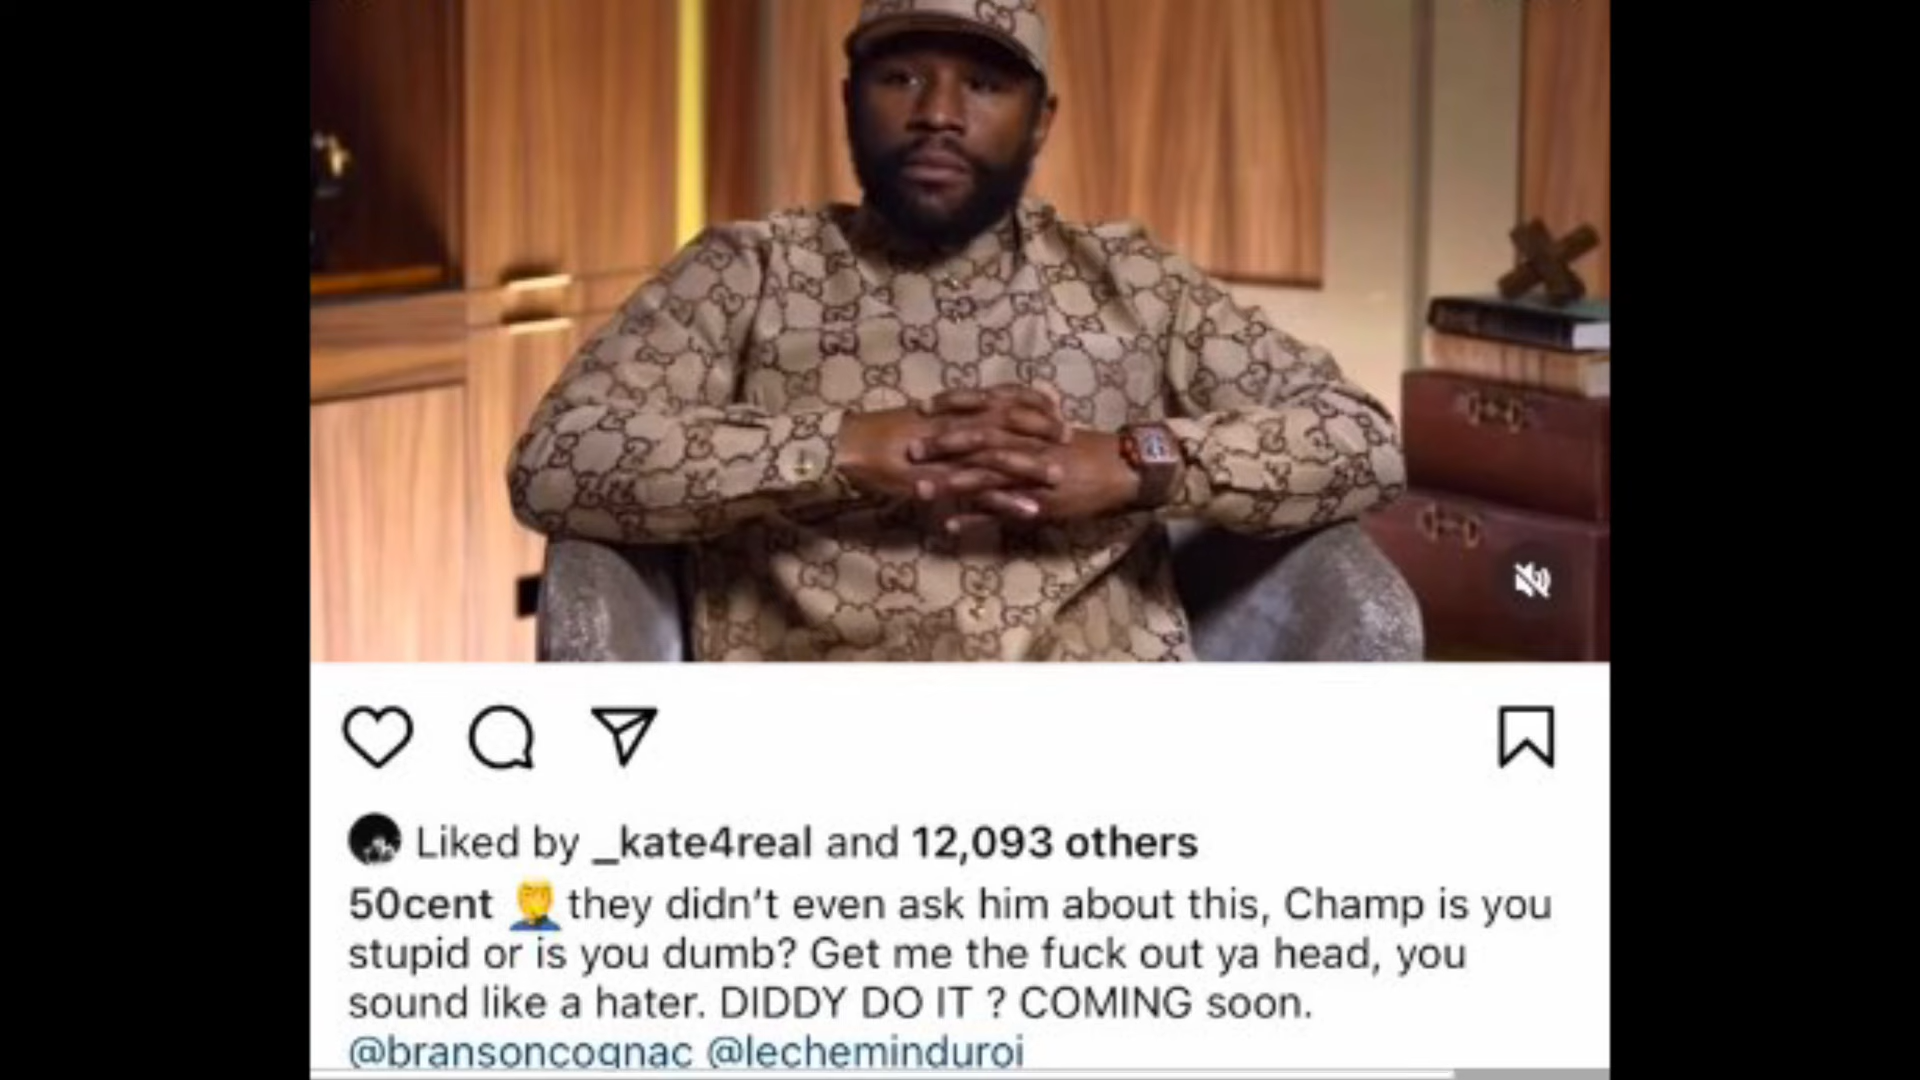 Liked by _kate4real and 12,093 others
50cent 🤦‍♂️ they didn't even ask him about this, Champ is you
stupid or is you dumb? Get me the fuck out ya head, you
sound like a hater. DIDDY DO IT ? COMING soon.
@bransoncognac @lecheminduroi